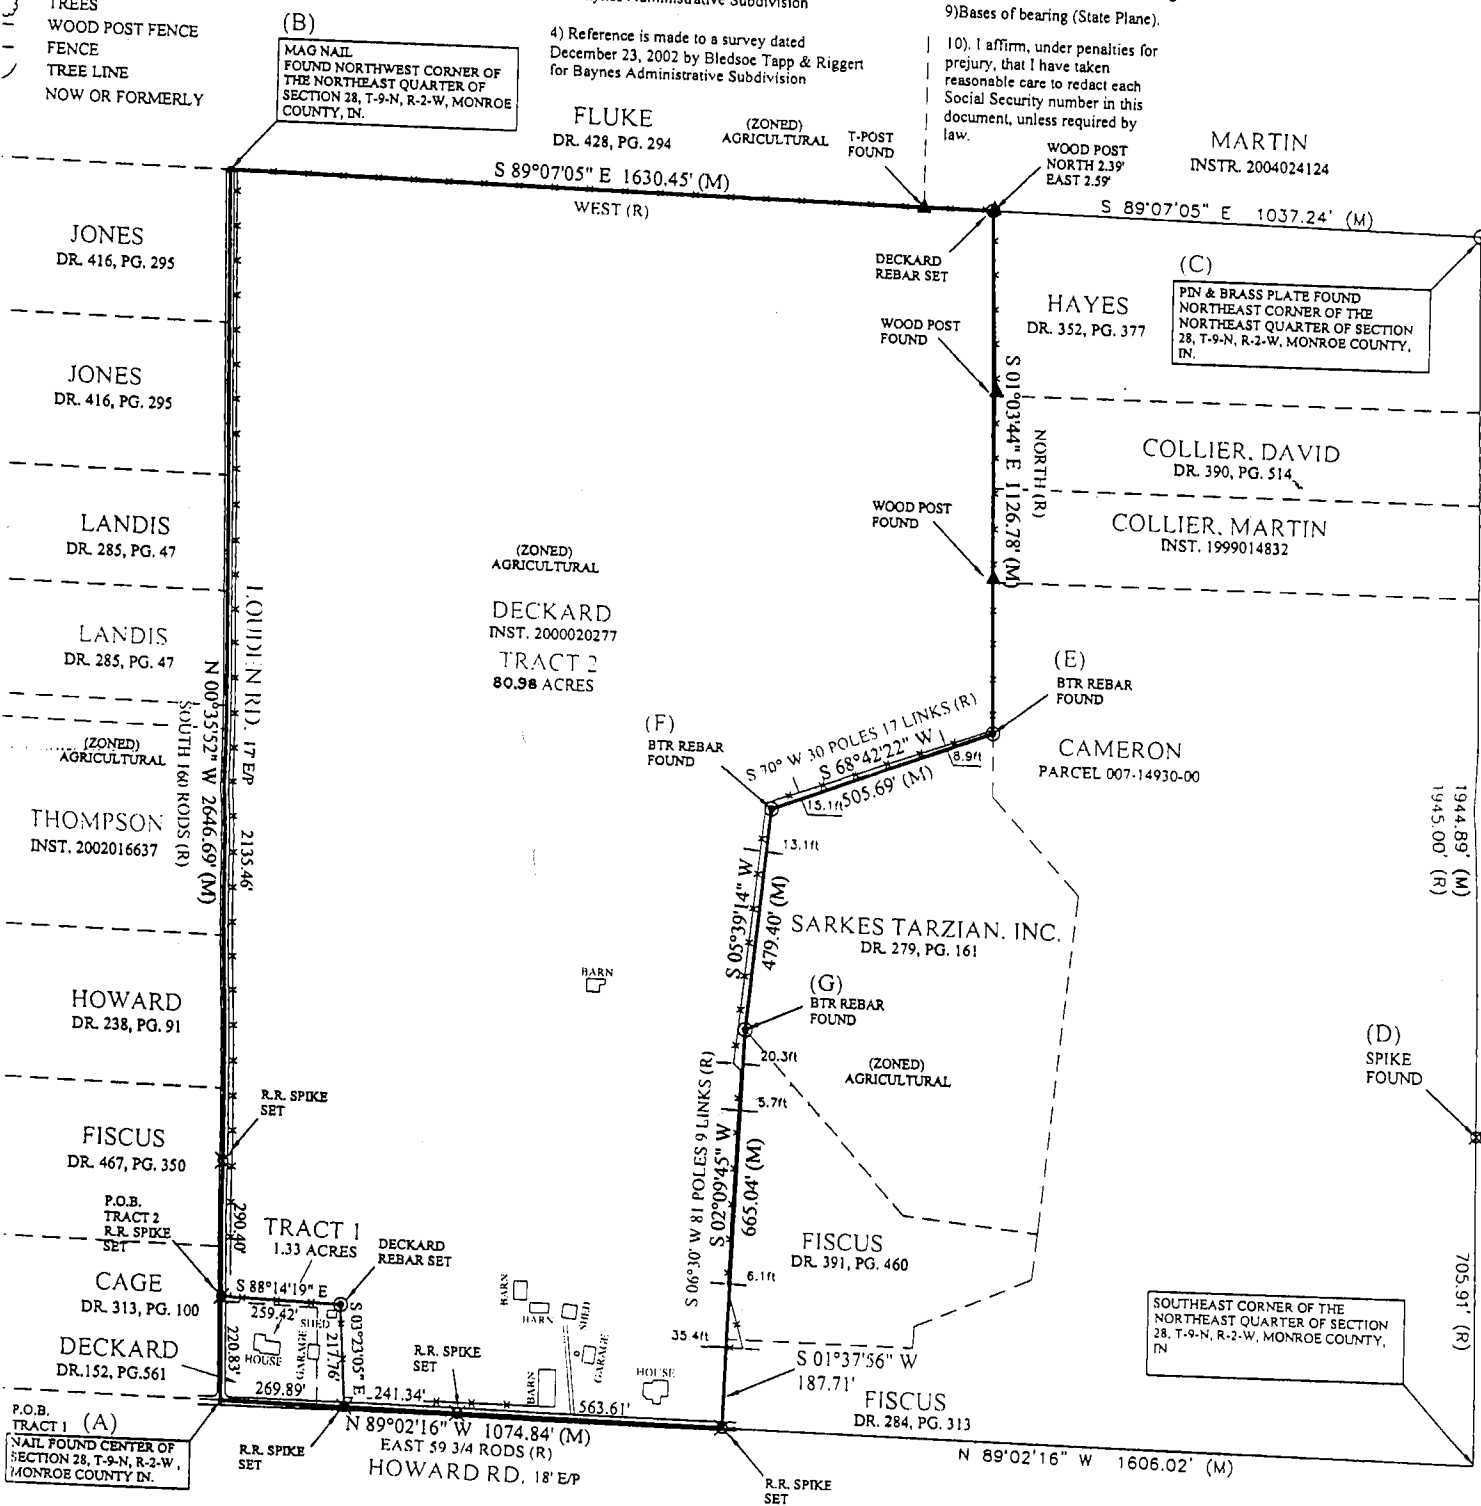 TREES
WOOD POST FENCE
FENCE
TREE LINE
NOW OR FORMERLY
(B)
MAG NAIL
FOUND NORTHWEST CORNER OF
THE NORTHEAST QUARTER OF
SECTION 28, T-9-N, R-2-W, MONROE
COUNTY, IN.
Administrative Subdivision
4) Reference is made to a survey dated
December 23, 2002 by Bledsoe Tapp & Riggert
for Baynes Administrative Subdivision
9)Bases of bearing (State Plane).
10). I affirm, under penalties for
prejury, that I have taken
reasonable care to redact each
Social Security number in this
document, unless required by
law.
FLUKE
DR. 428, PG. 294
(ZONED)
AGRICULTURAL
T-POST
FOUND
WOOD POST
NORTH 2.39'
EAST 2.59'
MARTIN
INSTR. 2004024124
S 89°07'05" E 1630.45' (M)
WEST (R)
S 89°07'05" E 1037.24' (M)
DECKARD
REBAR SET
(C)
PIN & BRASS PLATE FOUND
NORTHEAST CORNER OF THE
NORTHEAST QUARTER OF SECTION
28, T-9-N, R-2-W, MONROE COUNTY,
IN.
JONES
DR. 416, PG. 295
HAYES
DR. 352, PG. 377
WOOD POST
FOUND
JONES
DR. 416, PG. 295
S 01°03'44" E 1126.78' (M)
NORTH (R)
COLLIER, DAVID
DR. 390, PG. 514
WOOD POST
FOUND
COLLIER, MARTIN
INST. 1999014832
LANDIS
DR. 285, PG. 47
(ZONED)
AGRICULTURAL
DECKARD
INST. 2000020277
TRACT 2
80.98 ACRES
LANDIS
DR. 285, PG. 47
LOUDEN RD. 17' E/P
2135.46'
N 00°35'52" W 2646.69' (M)
SOUTH 160 RODS (R)
(ZONED)
AGRICULTURAL
THOMPSON
INST. 2002016637
(E)
BTR REBAR
FOUND
(F)
BTR REBAR
FOUND
S 70° W 30 POLES 17 LINKS (R)
S 68°42'22" W
505.69' (M)
8.9ft
15.1ft
CAMERON
PARCEL 007-14930-00
1944.89' (M)
1945.00' (R)
13.1ft
S 05°39'14" W
479.40' (M)
SARKES TARZIAN, INC.
DR. 279, PG. 161
BARN
HOWARD
DR. 238, PG. 91
(G)
BTR REBAR
FOUND
20.3ft
(ZONED)
AGRICULTURAL
(D)
SPIKE
FOUND
5.7ft
R.R. SPIKE
SET
FISCUS
DR. 467, PG. 350
S 06°30' W 81 POLES 9 LINKS (R)
S 02°09'45" W
665.04' (M)
P.O.B.
TRACT 2
R.R. SPIKE
SET
290.40'
TRACT 1
1.33 ACRES
DECKARD
REBAR SET
FISCUS
DR. 391, PG. 460
705.91' (R)
CAGE
DR. 313, PG. 100
S 88°14'19" E
259.42'
SHED
HOUSE
GARAGE
217.76'
S 03°23'05" E
220.83'
BARN
BARN
SHED
GARAGE
BARN
HOUSE
6.1ft
35.4ft
SOUTHEAST CORNER OF THE
NORTHEAST QUARTER OF SECTION
28, T-9-N, R-2-W, MONROE COUNTY,
IN
DECKARD
DR.152, PG.561
R.R. SPIKE
SET
S 01°37'56" W
187.71'
269.89'
241.34'
563.61'
FISCUS
DR. 284, PG. 313
P.O.B.
TRACT 1
(A)
NAIL FOUND CENTER OF
SECTION 28, T-9-N, R-2-W,
MONROE COUNTY IN.
R.R. SPIKE
SET
N 89°02'16" W 1074.84' (M)
EAST 59 3/4 RODS (R)
HOWARD RD. 18' E/P
R.R. SPIKE
SET
N 89°02'16" W 1606.02' (M)